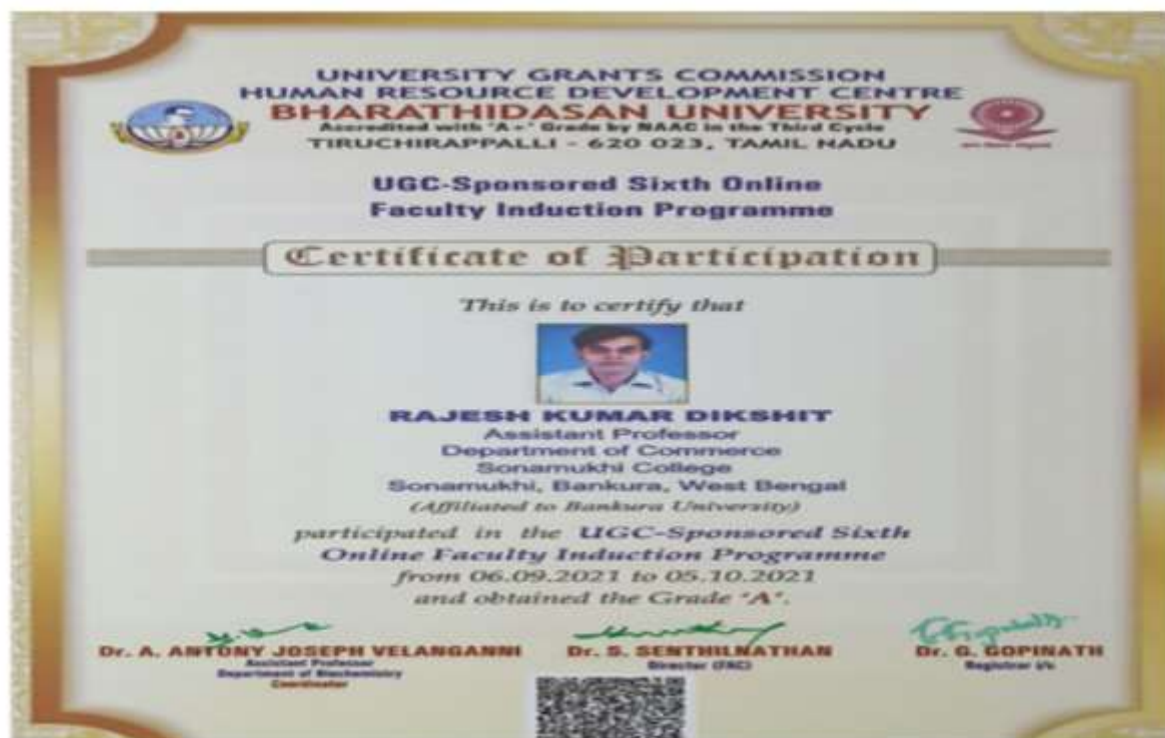 UNIVERSITY GRANTS COMMISSION
HUMAN RESOURCE DEVELOPMENT CENTRE
BHARATHIDASAN UNIVERSITY
Accredited with 'A+' Grade by NAAC in the Third Cycle
TIRUCHIRAPPALLI - 620 023, TAMIL NADU
UGC-Sponsored Sixth Online
Faculty Induction Programme
Certificate of Participation
This is to certify that
RAJESH KUMAR DIKSHIT
Assistant Professor
Department of Commerce
Sonamukhi College
Sonamukhi, Bankura, West Bengal
(Affiliated to Bankura University)
participated in the UGC-Sponsored Sixth
Online Faculty Induction Programme
from 06.09.2021 to 05.10.2021
and obtained the Grade "A".
Dr. A. ANTONY JOSEPH VELANGANNI
Assistant Professor
Department of Biochemistry
Coordinator
Dr. S. SENTHILNATHAN
Director (FAC)
Dr. G. GOPINATH
Registrar i/c